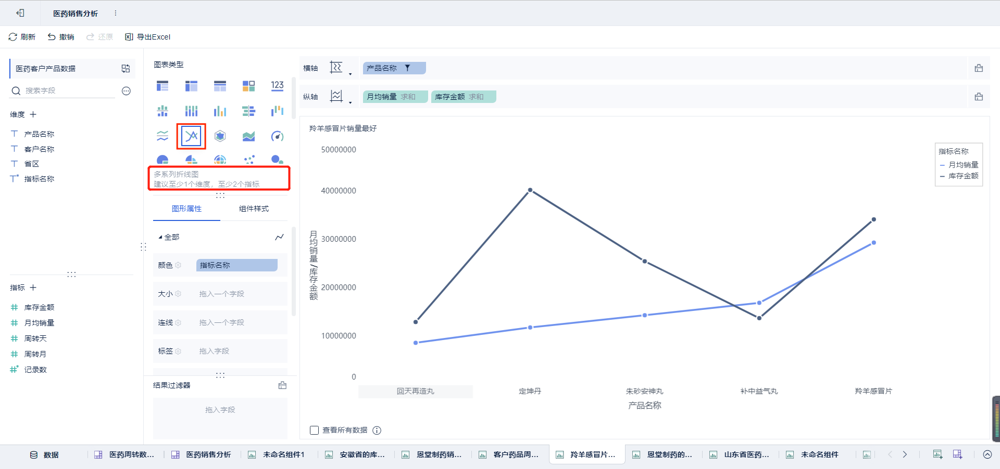 医药销售分析
刷新 撤销 还原 导出Excel
医药客户产品数据
搜索字段
维度
产品名称
客户名称
省区
指标名称
指标
库存金额
月均销量
周转天
周转月
记录数
图表类型
123
多系列折线图
建议至少1个维度，至少2个指标
图形属性 组件样式
全部
颜色 指标名称
大小 拖入一个字段
连线 拖入一个字段
标签 拖入字段
结果过滤器
拖入字段
横轴 产品名称
纵轴 月均销量 求和 库存金额 求和
羚羊感冒片销量最好
50000000
40000000
30000000
20000000
10000000
0
月均销量/库存金额
指标名称
月均销量
库存金额
回天再造丸 定坤丹 朱砂安神丸 补中益气丸 羚羊感冒片
产品名称
查看所有数据
数据 医药周转数... 医药销售分析 未命名组件1 安徽省的库... 恩堂制药销... 客户药品周... 羚羊感冒片... 恩堂制药的... 山东省医药... 未命名组件